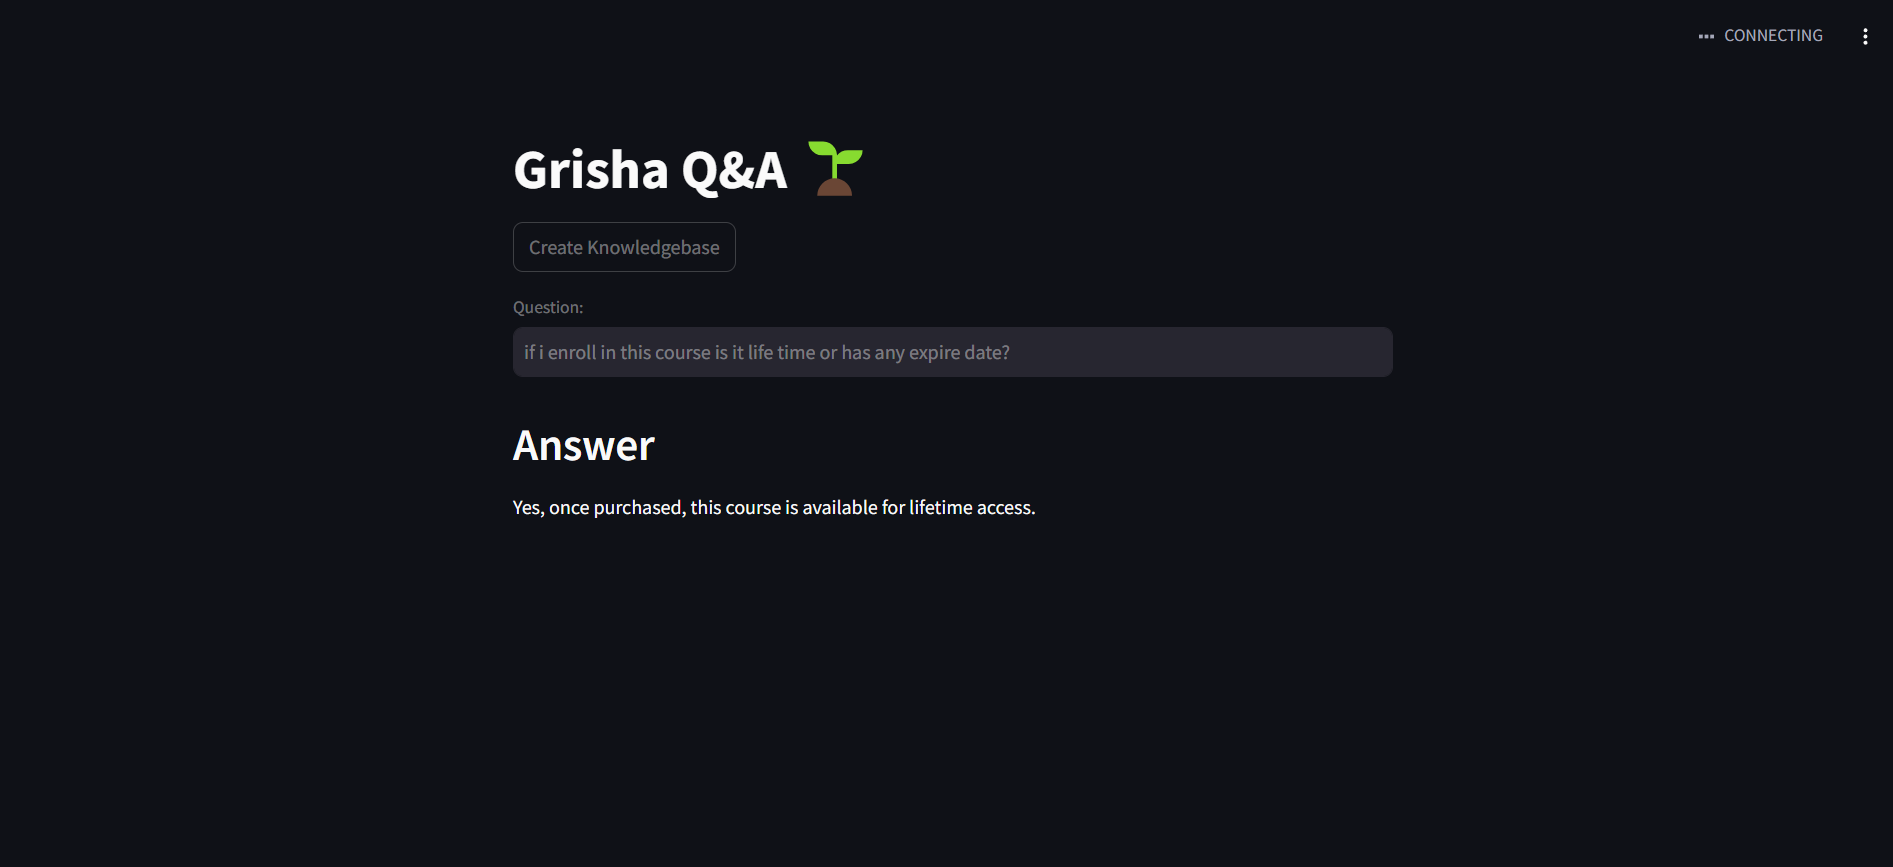 CONNECTING
Grisha Q&A
Create Knowledgebase
Question:
if i enroll in this course is it life time or has any expire date?
Answer
Yes, once purchased, this course is available for lifetime access.